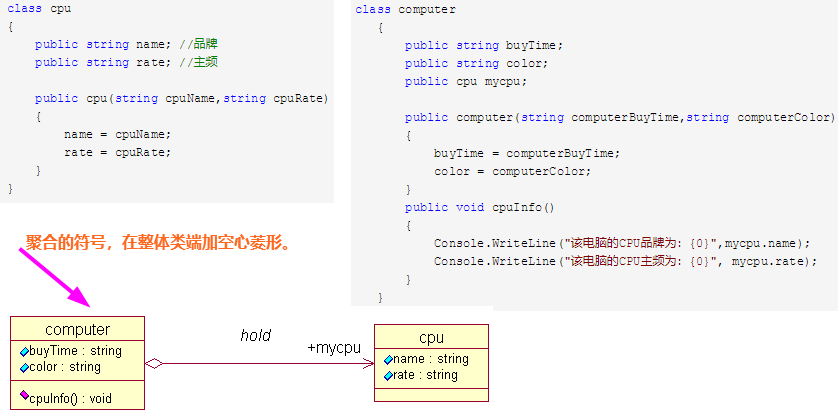 class cpu
{
public string name; //品牌
public string rate; //主频
public cpu(string cpuName,string cpuRate)
{
name = cpuName;
rate = cpuRate;
}
}
class computer
{
public string buyTime;
public string color;
public cpu mycpu;
public computer(string computerBuyTime,string computerColor)
{
buyTime = computerBuyTime;
color = computerColor;
}
public void cpuInfo()
{
Console.WriteLine("该电脑的CPU品牌为: {0}",mycpu.name);
Console.WriteLine("该电脑的CPU主频为: {0}", mycpu.rate);
}
}
聚合的符号，在整体类端加空心菱形。
computer
buyTime : string
color : string
cpuInfo() : void
hold
+mycpu
cpu
name : string
rate : string